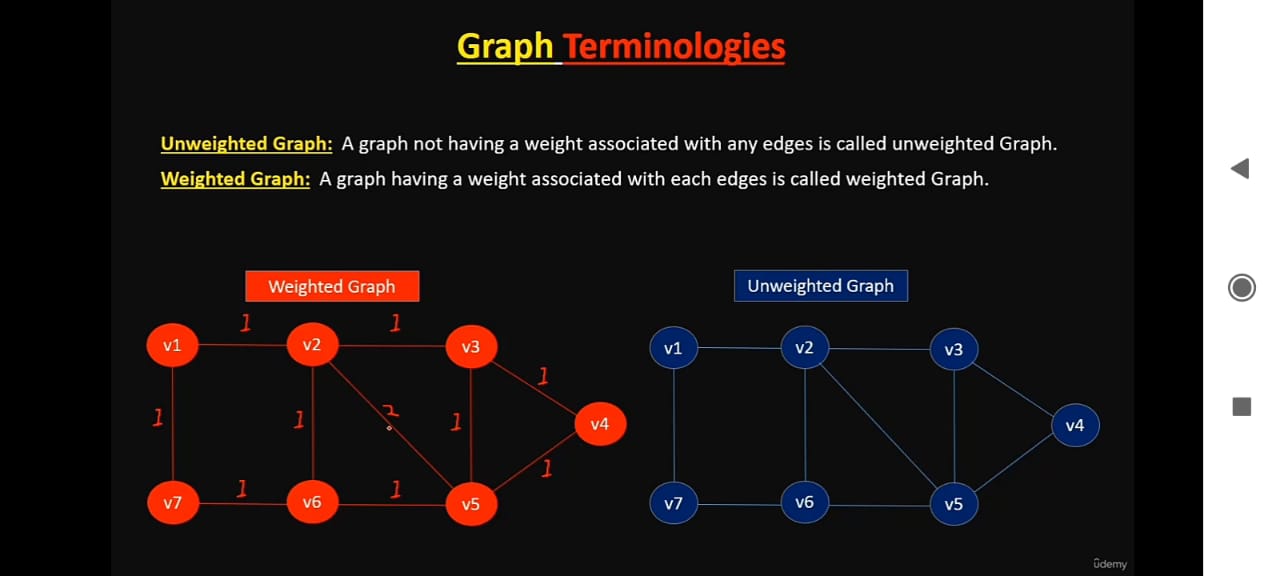 Graph Terminologies
Unweighted Graph: A graph not having a weight associated with any edges is called unweighted Graph.
Weighted Graph: A graph having a weight associated with each edges is called weighted Graph.
Weighted Graph
1 1
v1 v2 v3
1
1 1 2 1
v4
1
1 1
v7 v6 v5
Unweighted Graph
v1 v2 v3
v4
v7 v6 v5
ûdemy